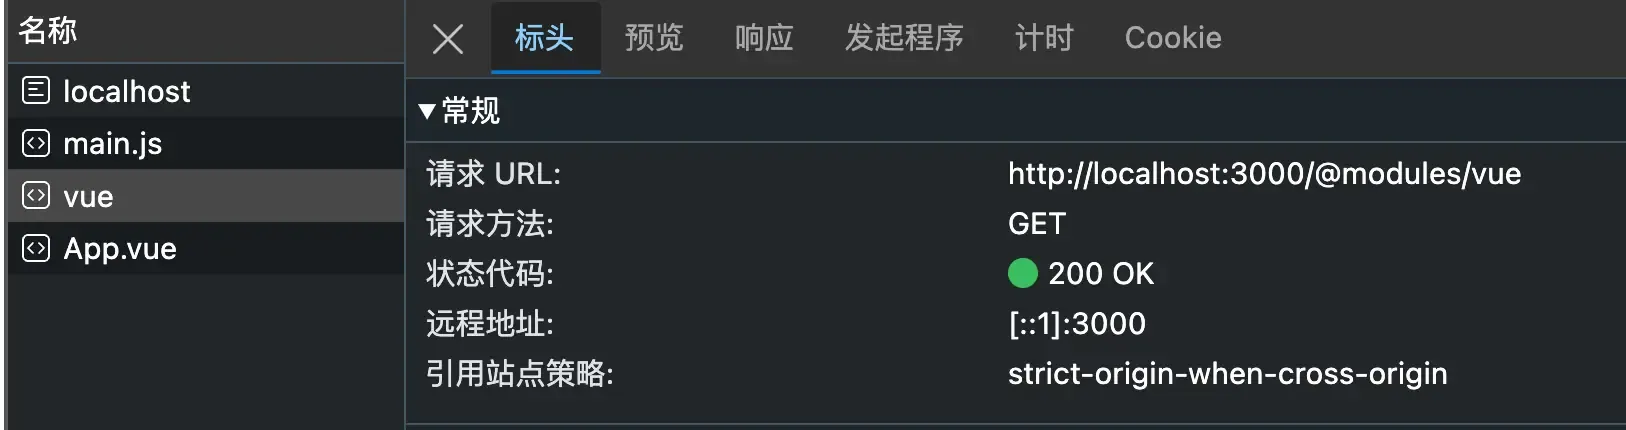 名称
localhost
main.js
vue
App.vue
标头 预览 响应 发起程序 计时 Cookie
▼常规
请求 URL: http://localhost:3000/@modules/vue
请求方法: GET
状态代码: 200 OK
远程地址: [::1]:3000
引用站点策略: strict-origin-when-cross-origin